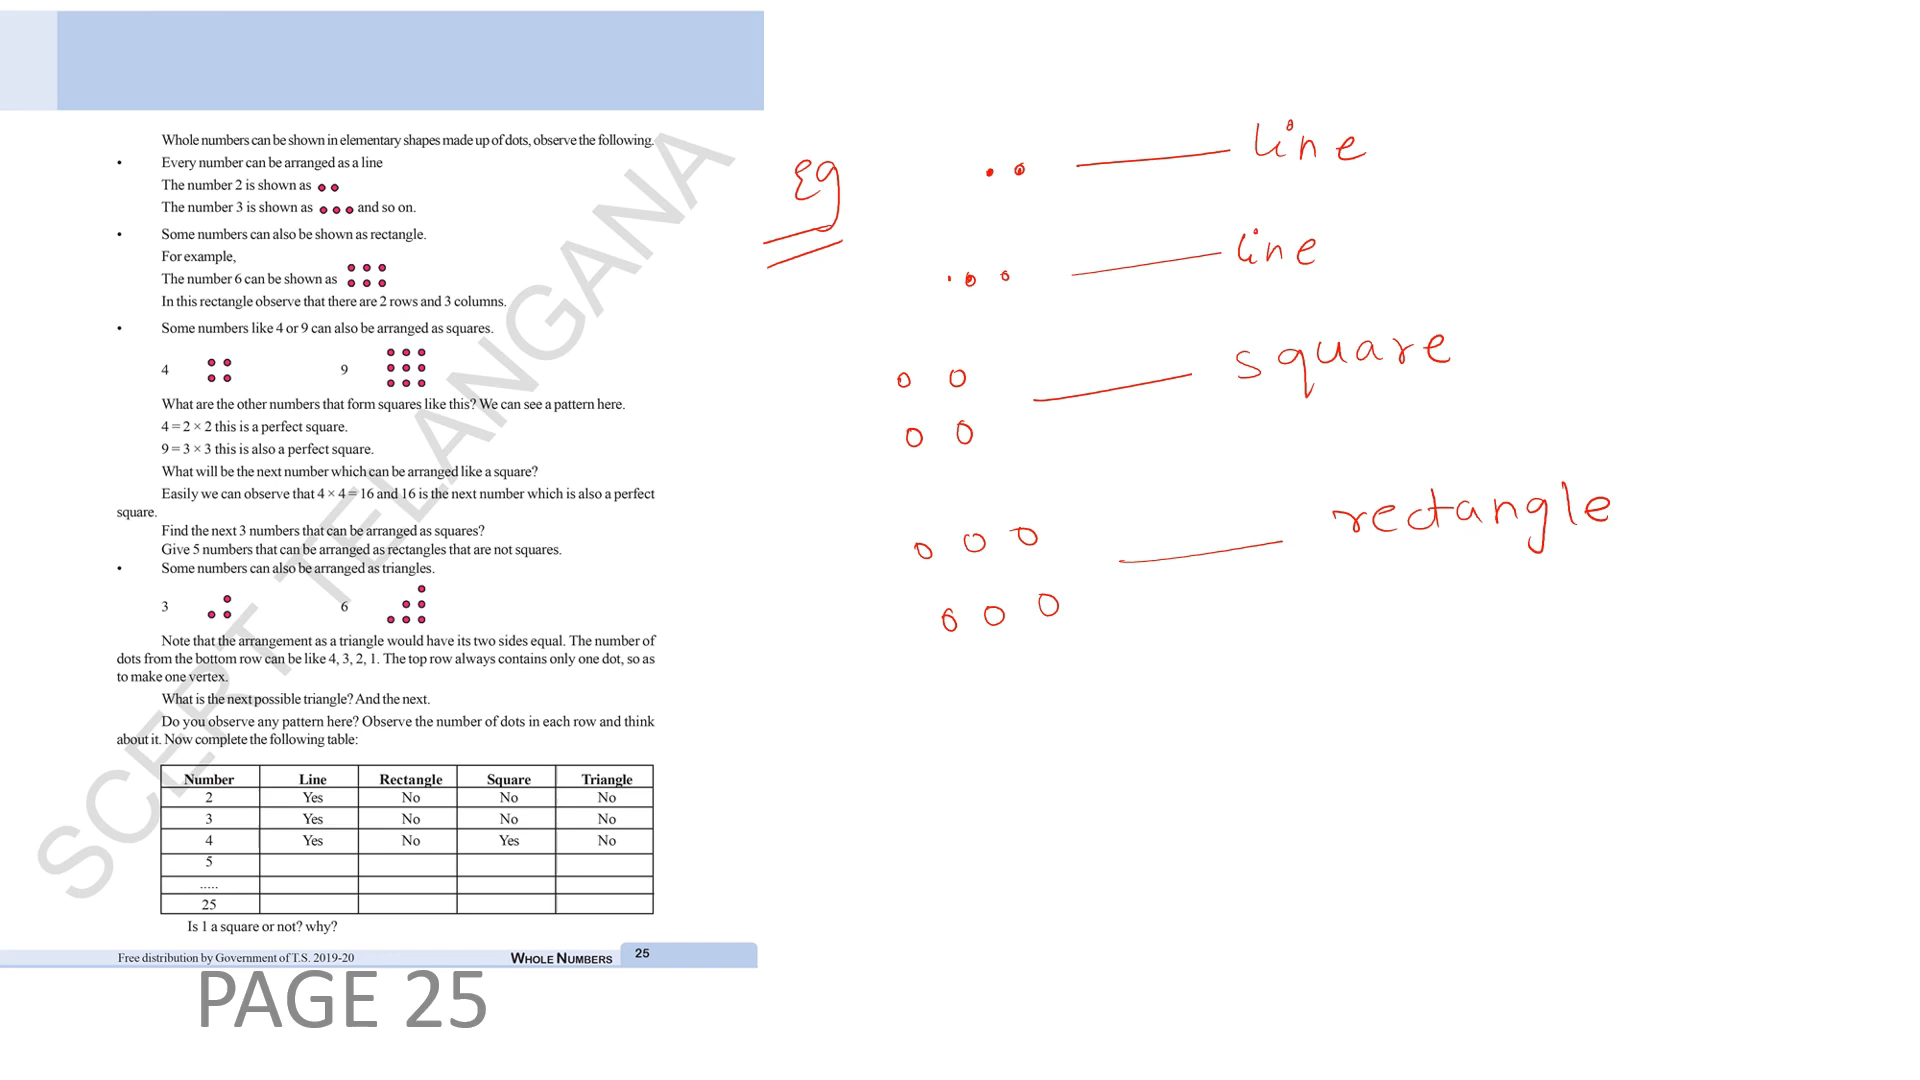 Whole numbers can be shown in elementary shapes made up of dots, observe the following.
• Every number can be arranged as a line
The number 2 is shown as
The number 3 is shown as and so on.
• Some numbers can also be shown as rectangle.
For example,
The number 6 can be shown as
In this rectangle observe that there are 2 rows and 3 columns.
• Some numbers like 4 or 9 can also be arranged as squares.
4 9
What are the other numbers that form squares like this? We can see a pattern here.
4 = 2 × 2 this is a perfect square.
9 = 3 × 3 this is also a perfect square.
What will be the next number which can be arranged like a square?
Easily we can observe that 4 × 4 = 16 and 16 is the next number which is also a perfect
square.
Find the next 3 numbers that can be arranged as squares?
Give 5 numbers that can be arranged as rectangles that are not squares.
• Some numbers can also be arranged as triangles.
3 6
Note that the arrangement as a triangle would have its two sides equal. The number of
dots from the bottom row can be like 4, 3, 2, 1. The top row always contains only one dot, so as
to make one vertex.
What is the next possible triangle? And the next.
Do you observe any pattern here? Observe the number of dots in each row and think
about it. Now complete the following table:
Number Line Rectangle Square Triangle
2 Yes No No No
3 Yes No No No
4 Yes No Yes No
5
.....
25
Is 1 a square or not? why?
Free distribution by Government of T.S. 2019-20 WHOLE NUMBERS 25
SCERT TELANGANA
PAGE 25
Eg
line
line
square
rectangle